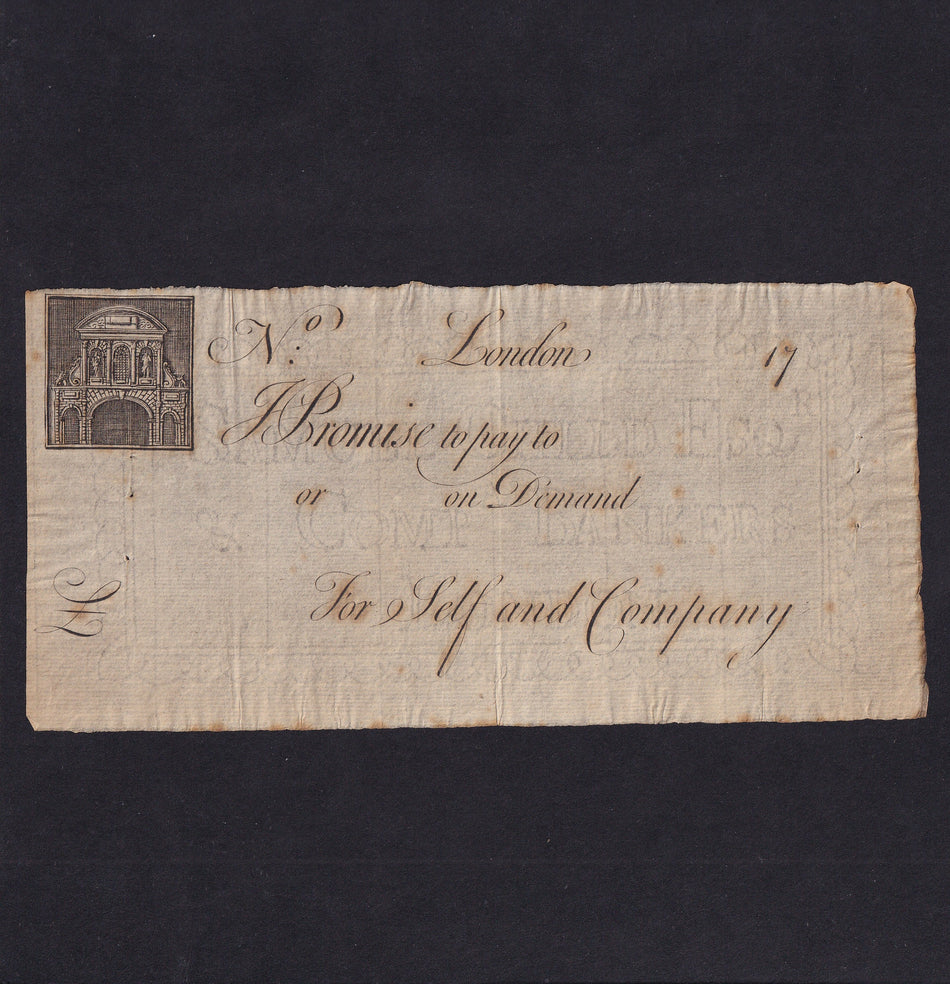 No. London 17
I Promise to pay to
or on Demand
£ For Self and Company